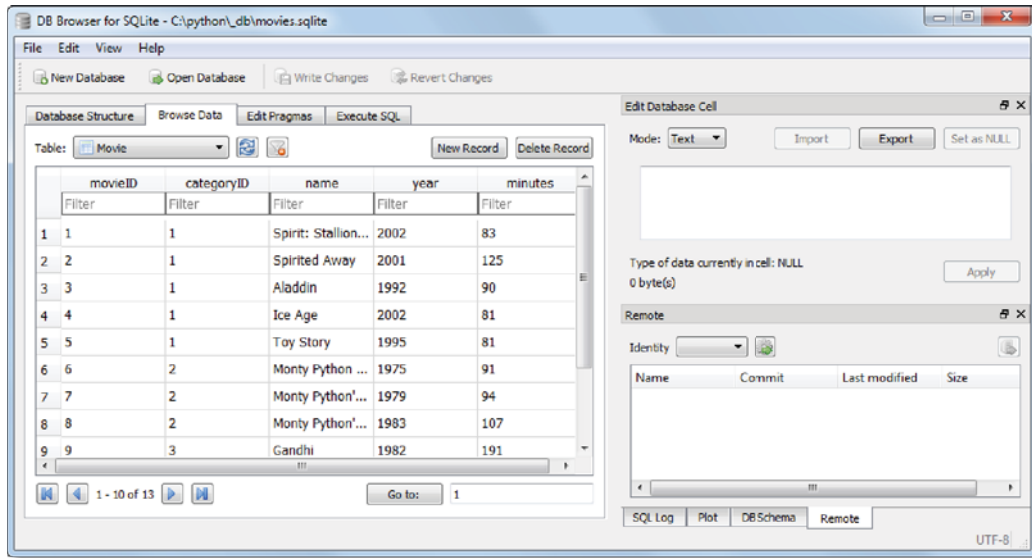 DB Browser for SQLite - C:\python\_db\movies.sqlite
File Edit View Help
New Database Open Database Write Changes Revert Changes
Database Structure Browse Data Edit Pragmas Execute SQL
Table: Movie New Record Delete Record
movieID categoryID name year minutes
Filter Filter Filter Filter Filter
1 1 1 Spirit: Stallion... 2002 83
2 2 1 Spirited Away 2001 125
3 3 1 Aladdin 1992 90
4 4 1 Ice Age 2002 81
5 5 1 Toy Story 1995 81
6 6 2 Monty Python ... 1975 91
7 7 2 Monty Python'... 1979 94
8 8 2 Monty Python'... 1983 107
9 9 3 Gandhi 1982 191
1 - 10 of 13 Go to: 1
Edit Database Cell
Mode: Text Import Export Set as NULL
Type of data currently in cell: NULL
0 byte(s)
Apply
Remote
Identity
Name Commit Last modified Size
SQL Log Plot DB Schema Remote
UTF-8